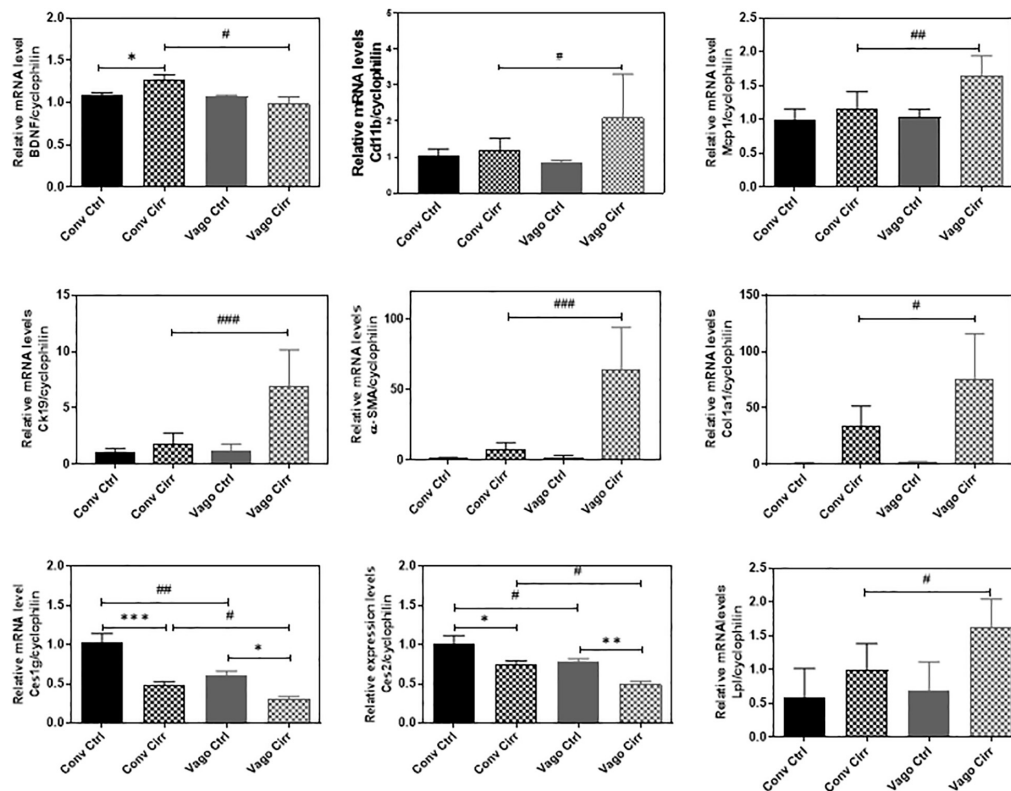 Relative mRNA level
BDNF/cyclophilin
2.0
1.5
1.0
0.5
0.0
*
#
Conv Ctrl
Conv Cirr
Vago Ctrl
Vago Cirr
Relative mRNA levels
Cd11b/cyclophilin
5
4
3
2
1
0
#
Conv Ctrl
Conv Cirr
Vago Ctrl
Vago Cirr
Relative mRNA levels
Mcp1/cyclophilin
2.5
2.0
1.5
1.0
0.5
0.0
##
Conv Ctrl
Conv Cirr
Vago Ctrl
Vago Cirr
Relative mRNA levels
Ck19/cyclophilin
15
10
5
0
###
Conv Ctrl
Conv Cirr
Vago Ctrl
Vago Cirr
Relative mRNA levels
α-SMA/cyclophilin
100
50
0
###
Conv Ctrl
Conv Cirr
Vago Ctrl
Vago Cirr
Relative mRNA levels
Col1a1/cyclophilin
150
100
50
0
#
Conv Ctrl
Conv Cirr
Vago Ctrl
Vago Cirr
Relative mRNA level
Ces1g/cyclophilin
2.0
1.5
1.0
0.5
0.0
##
***
#
*
Conv Ctrl
Conv Cirr
Vago Ctrl
Vago Cirr
Relative expression levels
Ces2/cyclophilin
2.0
1.5
1.0
0.5
0.0
#
#
*
**
Conv Ctrl
Conv Cirr
Vago Ctrl
Vago Cirr
Relative mRNAlevels
Lpl/cyclophilin
2.5
2.0
1.5
1.0
0.5
0.0
#
Conv Ctrl
Conv Cirr
Vago Ctrl
Vago Cirr